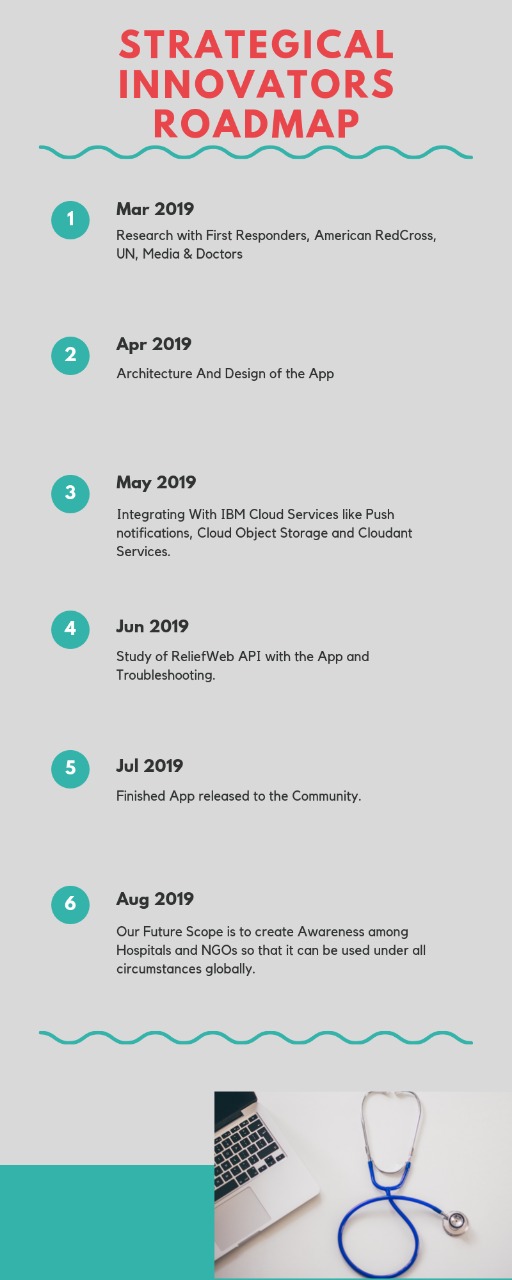 STRATEGICAL
INNOVATORS
ROADMAP
1
Mar 2019
Research with First Responders, American RedCross,
UN, Media & Doctors
2
Apr 2019
Architecture And Design of the App
3
May 2019
Integrating With IBM Cloud Services like Push
notifications, Cloud Object Storage and Cloudant
Services.
4
Jun 2019
Study of ReliefWeb API with the App and
Troubleshooting.
5
Jul 2019
Finished App released to the Community.
6
Aug 2019
Our Future Scope is to create Awareness among
Hospitals and NGOs so that it can be used under all
circumstances globally.